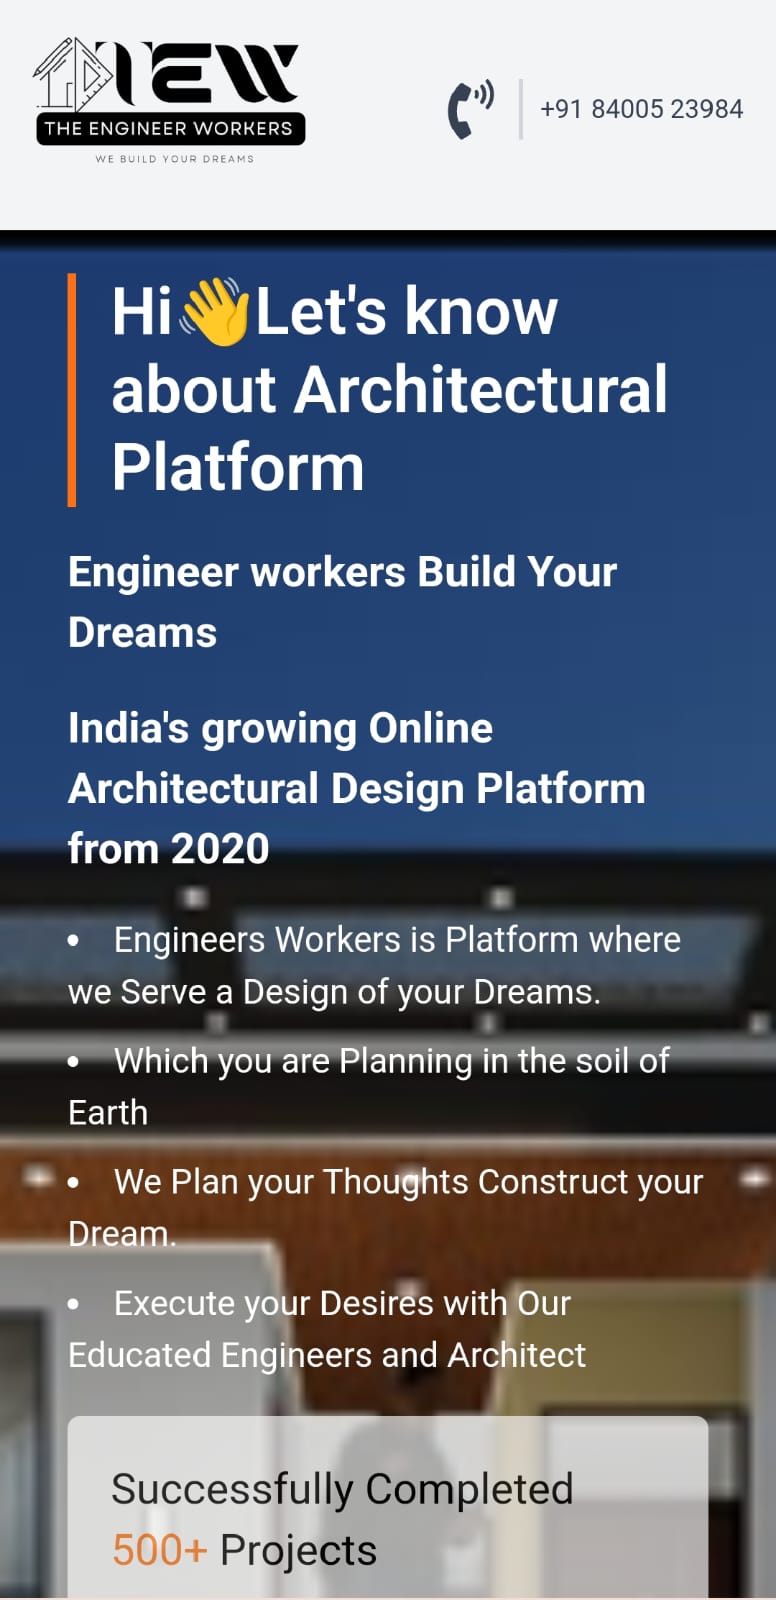 TEW
THE ENGINEER WORKERS
WE BUILD YOUR DREAMS
+91 84005 23984
Hi👋Let's know
about Architectural
Platform
Engineer workers Build Your
Dreams
India's growing Online
Architectural Design Platform
from 2020
• Engineers Workers is Platform where
we Serve a Design of your Dreams.
• Which you are Planning in the soil of
Earth
• We Plan your Thoughts Construct your
Dream.
• Execute your Desires with Our
Educated Engineers and Architect
Successfully Completed
500+ Projects